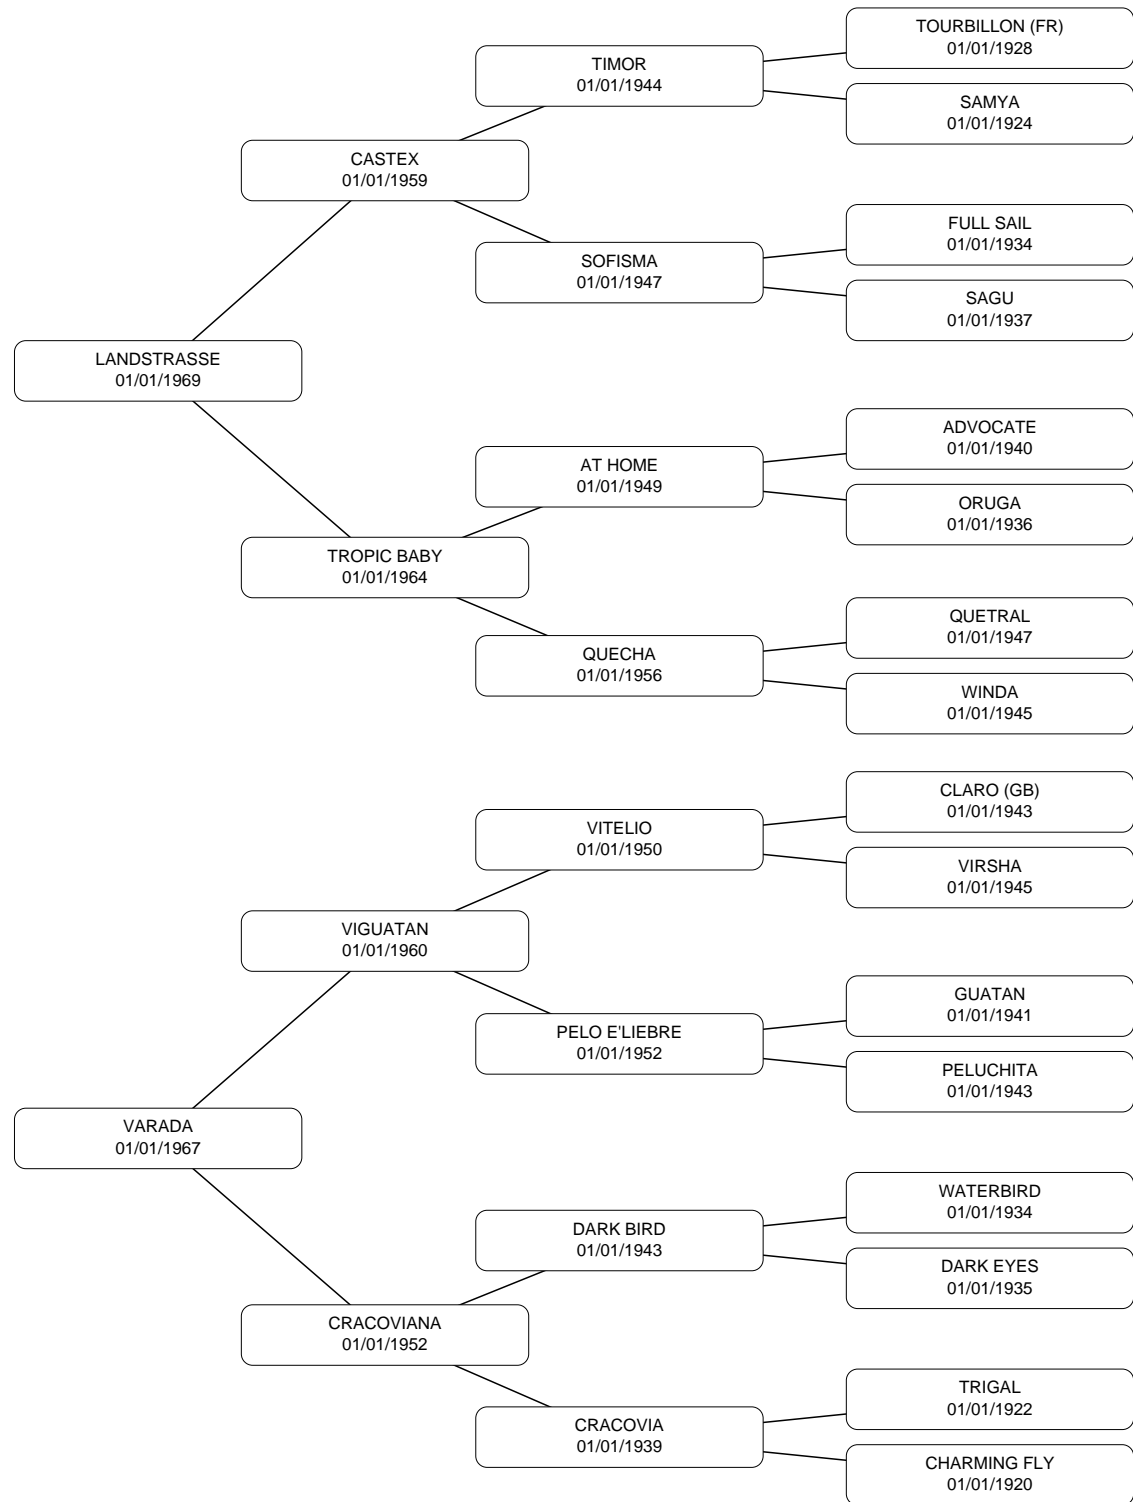 TOURBILLON (FR)
01/01/1928
TIMOR
01/01/1944
SAMYA
01/01/1924
CASTEX
01/01/1959
FULL SAIL
01/01/1934
SOFISMA
01/01/1947
SAGU
01/01/1937
LANDSTRASSE
01/01/1969
ADVOCATE
01/01/1940
AT HOME
01/01/1949
ORUGA
01/01/1936
TROPIC BABY
01/01/1964
QUETRAL
01/01/1947
QUECHA
01/01/1956
WINDA
01/01/1945
CLARO (GB)
01/01/1943
VITELIO
01/01/1950
VIRSHA
01/01/1945
VIGUATAN
01/01/1960
GUATAN
01/01/1941
PELO E'LIEBRE
01/01/1952
PELUCHITA
01/01/1943
VARADA
01/01/1967
WATERBIRD
01/01/1934
DARK BIRD
01/01/1943
DARK EYES
01/01/1935
CRACOVIANA
01/01/1952
TRIGAL
01/01/1922
CRACOVIA
01/01/1939
CHARMING FLY
01/01/1920